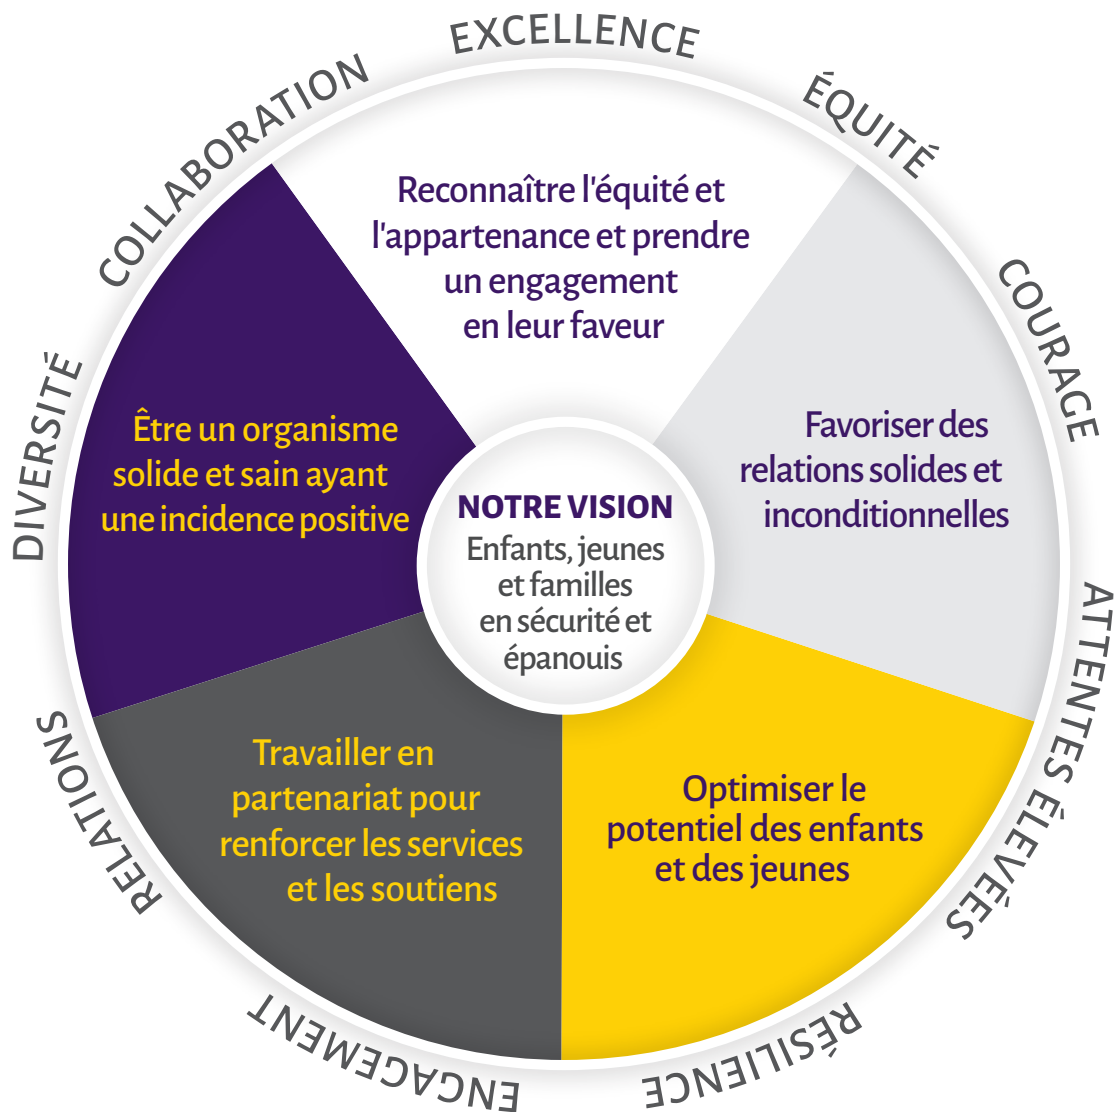 EXCELLENCE
ÉQUITÉ
COURAGE
ATTENTES ÉLEVÉES
RÉSILIENCE
ENGAGEMENT
RELATIONS
DIVERSITÉ
COLLABORATION
Reconnaître l'équité et
l'appartenance et prendre
un engagement
en leur faveur
Favoriser des
relations solides et
inconditionnelles
Optimiser le
potentiel des enfants
et des jeunes
Travailler en
partenariat pour
renforcer les services
et les soutiens
Être un organisme
solide et sain ayant
une incidence positive
NOTRE VISION
Enfants, jeunes
et familles
en sécurité et
épanouis